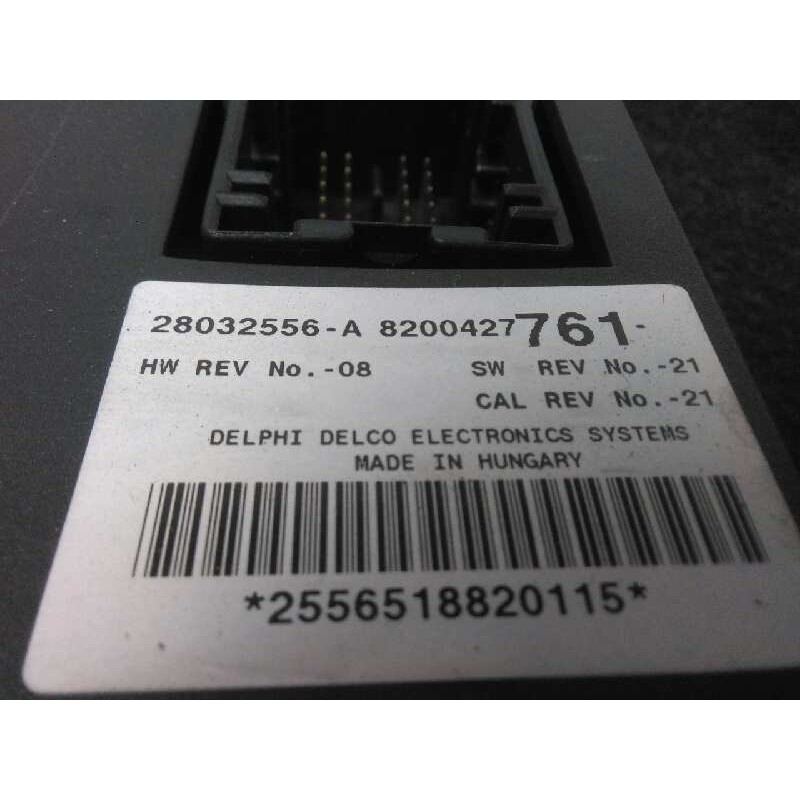 28032556-A 8200427761-
HW REV No.-08 SW REV No.-21
CAL REV No.-21
DELPHI DELCO ELECTRONICS SYSTEMS
MADE IN HUNGARY
*2556518820115*